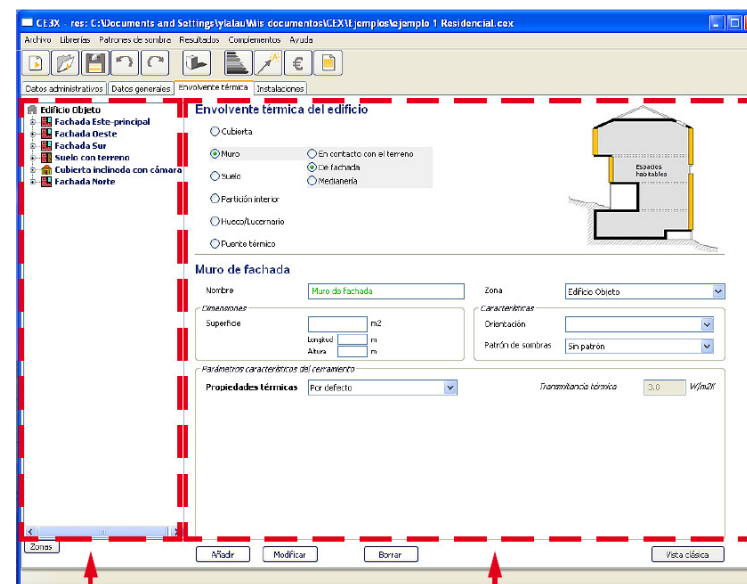 CE3X - res: C:\Documents and Settings\ylalau\Mis documentos\CEX\Ejemplos\ejemplo 1 Residencial.cex
Archivo Librerías Patrones de sombra Resultados Complementos Ayuda
Datos administrativos Datos generales Envolvente térmica Instalaciones
Edificio Objeto
Fachada Este-principal
Fachada Oeste
Fachada Sur
Suelo con terreno
Cubierta inclinada con cámara
Fachada Norte
Zonas
Envolvente térmica del edificio
Cubierta
Muro
Suelo
Partición interior
Hueco/Lucernario
Puente térmico
En contacto con el terreno
De fachada
Medianería
Espacios
habitables
Muro de fachada
Nombre Muro de fachada Zona Edificio Objeto
Dimensiones Características
Superficie m2 Orientación
Longitud m
Altura m
Patrón de sombras Sin patrón
Parámetros característicos del cerramiento
Propiedades térmicas Por defecto Transmitancia térmica 3.0 W/m2K
Añadir Modificar Borrar Vista clásica